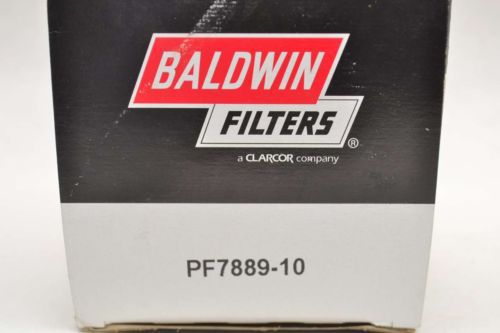 BALDWIN
FILTERS®
a CLARCOR company
PF7889-10